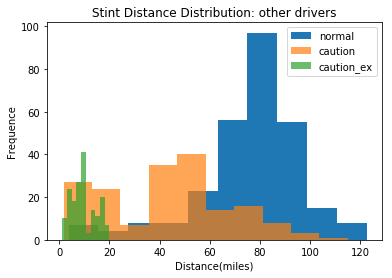 Stint Distance Distribution: other drivers
normal
caution
caution_ex
Frequence
100
80
60
40
20
0
0 20 40 60 80 100 120
Distance(miles)